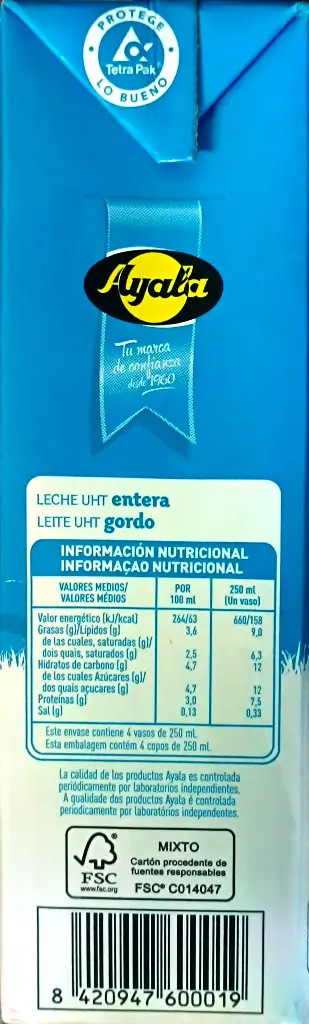 PROTEGE
Tetra Pak®
LO BUENO
Ayala
Tu marca
de confianza
desde 1960
LECHE UHT entera
LEITE UHT gordo
INFORMACIÓN NUTRICIONAL
INFORMAÇAO NUTRICIONAL
VALORES MEDIOS/ POR 250 ml
VALORES MÉDIOS 100 ml (Un vaso)
Valor energético (kJ/kcal) 264/63 660/158
Grasas (g)/Lípidos (g) 3,6 9,0
de las cuales, saturadas (g)/
dois quais, saturados (g) 2,5 6,3
Hidratos de carbono (g) 4,7 12
de los cuales Azúcares (g)/
dos quais açucares (g) 4,7 12
Proteínas (g) 3,0 7,5
Sal (g) 0,13 0,33
Este envase contiene 4 vasos de 250 ml.
Esta embalagem contém 4 copos de 250 ml.
La calidad de los productos Ayala es controlada
periódicamente por laboratorios independientes.
A qualidade dos produtos Ayala é controlada
periodicamente por laboratórios independentes.
FSC
www.fsc.org
MIXTO
Cartón procedente de
fuentes responsables
FSC® C014047
8 420947 600019